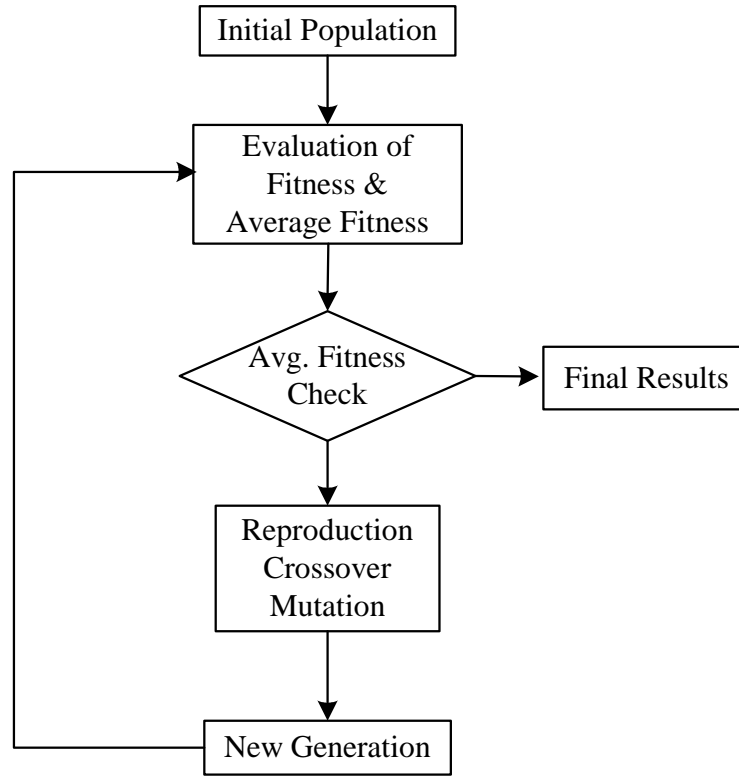 Initial Population
Evaluation of
Fitness &
Average Fitness
Avg. Fitness
Check
Final Results
Reproduction
Crossover
Mutation
New Generation